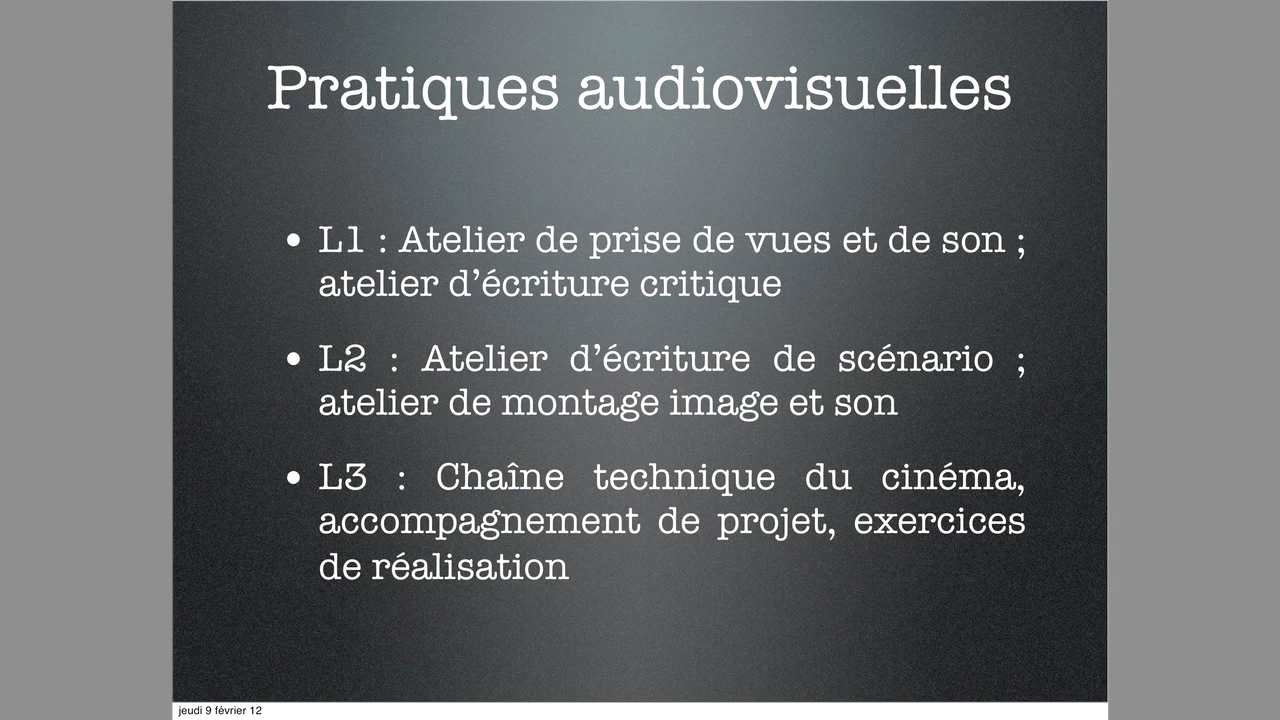 Pratiques audiovisuelles
• L1 : Atelier de prise de vues et de son ;
atelier d’écriture critique
• L2 : Atelier d’écriture de scénario ;
atelier de montage image et son
• L3 : Chaîne technique du cinéma,
accompagnement de projet, exercices
de réalisation
jeudi 9 février 12